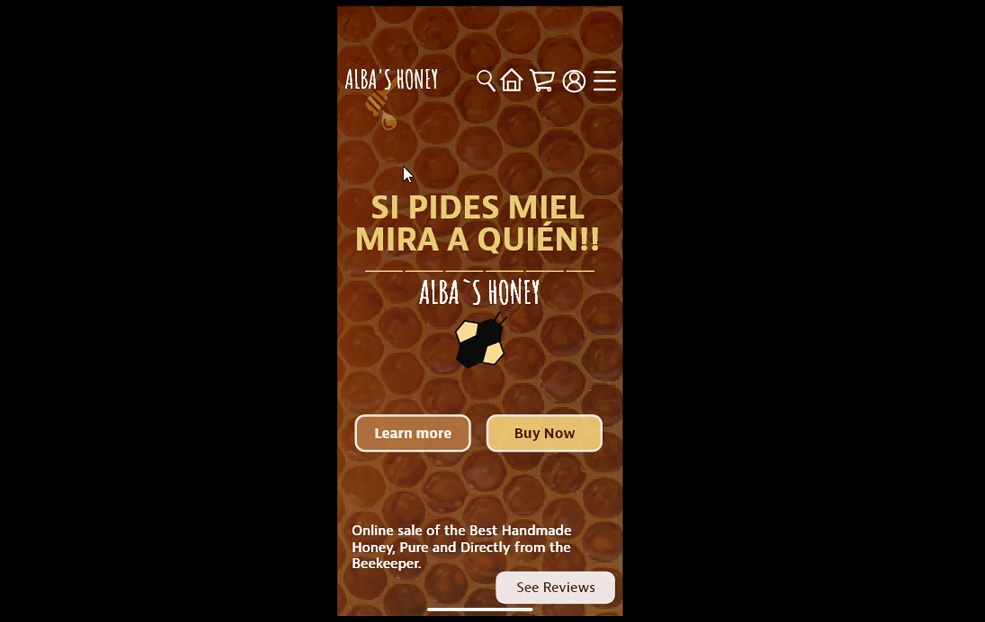 ALBA'S HONEY
SI PIDES MIEL
MIRA A QUIÉN!!
ALBA`S HONEY
Learn more
Buy Now
Online sale of the Best Handmade
Honey, Pure and Directly from the
Beekeeper.
See Reviews